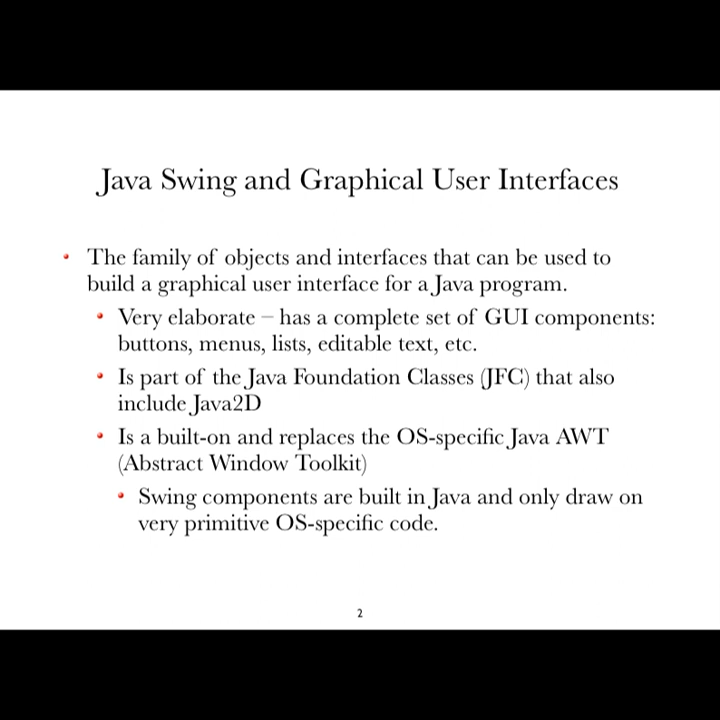 Java Swing and Graphical User Interfaces
• The family of objects and interfaces that can be used to
build a graphical user interface for a Java program.
• Very elaborate – has a complete set of GUI components:
buttons, menus, lists, editable text, etc.
• Is part of the Java Foundation Classes (JFC) that also
include Java2D
• Is a built-on and replaces the OS-specific Java AWT
(Abstract Window Toolkit)
• Swing components are built in Java and only draw on
very primitive OS-specific code.
2